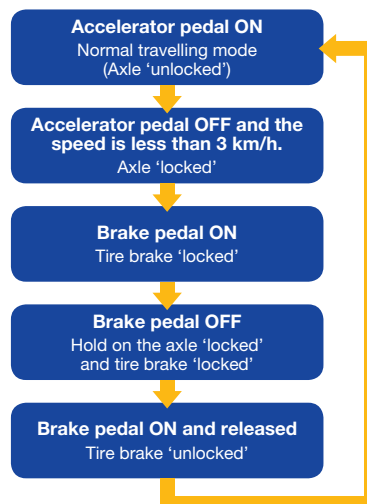 Accelerator pedal ON
Normal travelling mode
(Axle ‘unlocked’)
Accelerator pedal OFF and the
speed is less than 3 km/h.
Axle ‘locked’
Brake pedal ON
Tire brake ‘locked’
Brake pedal OFF
Hold on the axle ‘locked’
and tire brake ‘locked’
Brake pedal ON and released
Tire brake ‘unlocked’